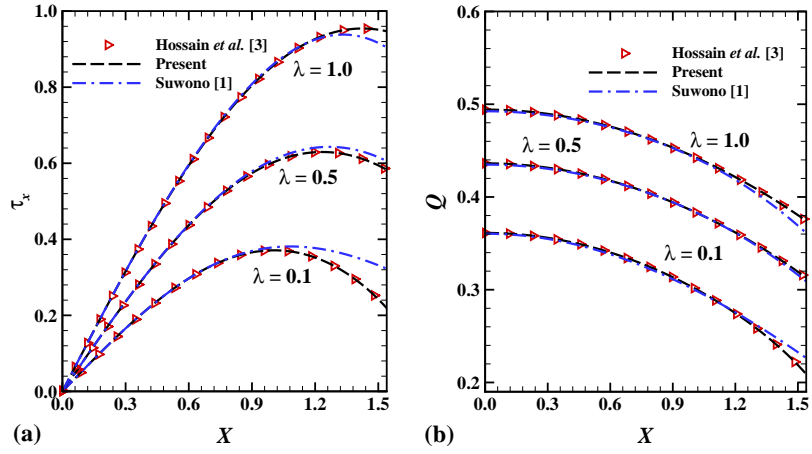 1.0
0.8
0.6
0.4
0.2
0.0
τx
Hossain et al. [3]
Present
Suwono [1]
λ = 1.0
λ = 0.5
λ = 0.1
0.0 0.3 0.6 0.9 1.2 1.5
(a) X
0.6
0.5
0.4
0.3
0.2
Q
Hossain et al. [3]
Present
Suwono [1]
λ = 0.5
λ = 1.0
λ = 0.1
0.0 0.3 0.6 0.9 1.2 1.5
(b) X